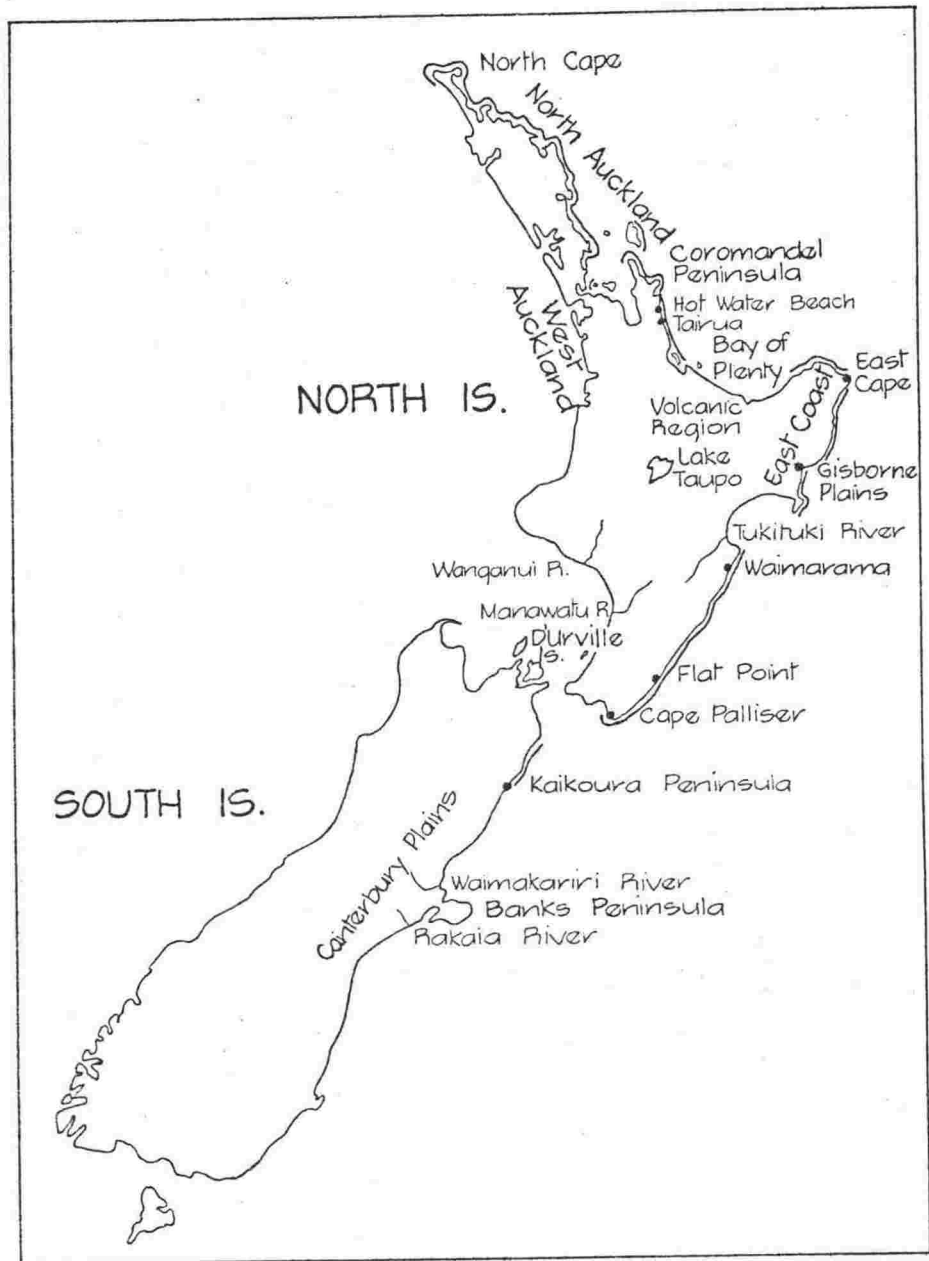 North Cape
North Auckland
Coromandel
Peninsula
Hot Water Beach
Tairua
West
Auckland
Bay of
Plenty
East
Cape
NORTH IS.
Volcanic
Region
East Coast
Lake
Taupo
Gisborne
Plains
Tukituki River
Wanganui R.
Waimarama
Manawatu R
Durville
Is.
Flat Point
Cape Palliser
Kaikoura Peninsula
SOUTH IS.
Canterbury Plains
Waimakariri River
Banks Peninsula
Rakaia River